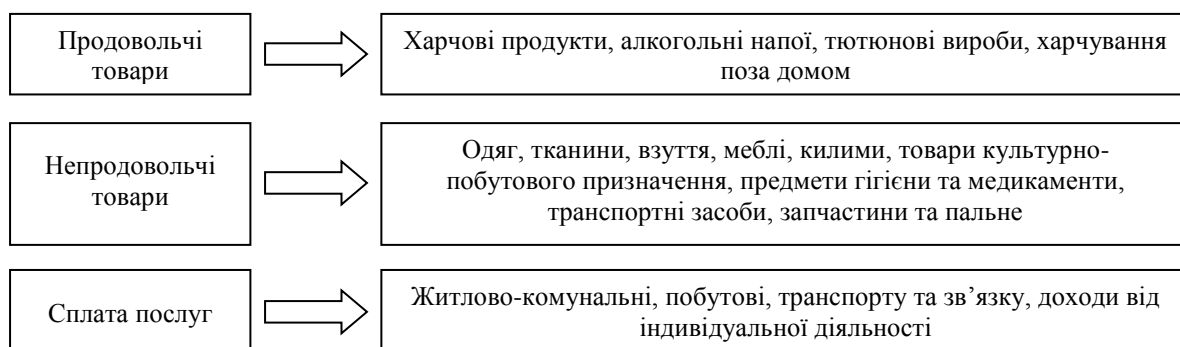 Продовольчі
товари
Харчові продукти, алкогольні напої, тютюнові вироби, харчування
поза домом
Непродовольчі
товари
Одяг, тканини, взуття, меблі, килими, товари культурно-
побутового призначення, предмети гігієни та медикаменти,
транспортні засоби, запчастини та пальне
Сплата послуг
Житлово-комунальні, побутові, транспорту та зв’язку, доходи від
індивідуальної діяльності